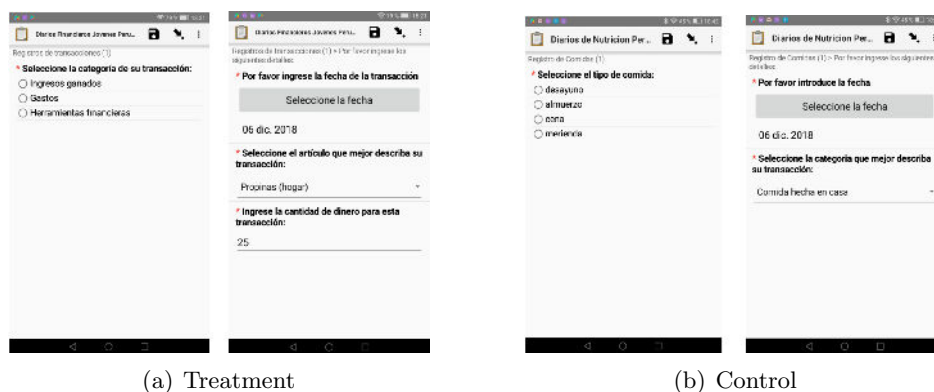 Diarios Financieros Jovenes Peru...
Registros de transacciones (1)
* Seleccione la categoría de su transacción:
Ingresos ganados
Gastos
Herramientas financieras
15:21
Diarios Financieros Jovenes Peru...
Registros de transacciones (1) > Por favor ingrese los
siguientes detalles:
* Por favor ingrese la fecha de la transacción
Seleccione la fecha
06 dic. 2018
* Seleccione el artículo que mejor describa su
transacción:
Propinas (hogar)
* Ingrese la cantidad de dinero para esta
transacción:
25
(a) Treatment
Diarios de Nutricion Per...
Registro de Comidas (1)
* Seleccione el tipo de comida:
desayuno
almuerzo
cena
merienda
Diarios de Nutricion Per...
Registro de Comidas (1) > Por favor ingrese los siguientes
detalles:
* Por favor introduce la fecha
Seleccione la fecha
06 dic. 2018
* Seleccione la categoria que mejor describa
su transacción:
Comida hecha en casa
(b) Control